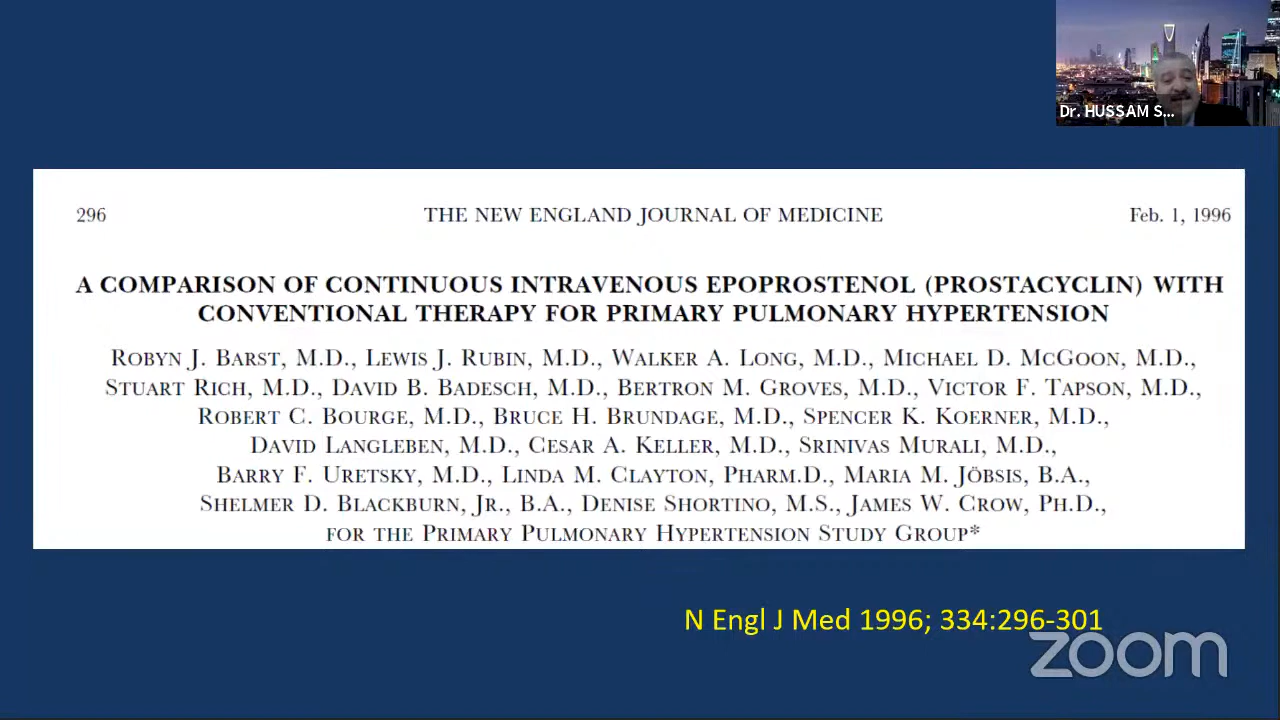 Dr. HUSSAM S...
296 THE NEW ENGLAND JOURNAL OF MEDICINE Feb. 1, 1996
A COMPARISON OF CONTINUOUS INTRAVENOUS EPOPROSTENOL (PROSTACYCLIN) WITH
CONVENTIONAL THERAPY FOR PRIMARY PULMONARY HYPERTENSION
ROBYN J. BARST, M.D., LEWIS J. RUBIN, M.D., WALKER A. LONG, M.D., MICHAEL D. MCGOON, M.D.,
STUART RICH, M.D., DAVID B. BADESCH, M.D., BERTRON M. GROVES, M.D., VICTOR F. TAPSON, M.D.,
ROBERT C. BOURGE, M.D., BRUCE H. BRUNDAGE, M.D., SPENCER K. KOERNER, M.D.,
DAVID LANGLEBEN, M.D., CESAR A. KELLER, M.D., SRINIVAS MURALI, M.D.,
BARRY F. URETSKY, M.D., LINDA M. CLAYTON, PHARM.D., MARIA M. JÖBSIS, B.A.,
SHELMER D. BLACKBURN, JR., B.A., DENISE SHORTINO, M.S., JAMES W. CROW, PH.D.,
FOR THE PRIMARY PULMONARY HYPERTENSION STUDY GROUP*
N Engl J Med 1996; 334:296-301
zoom